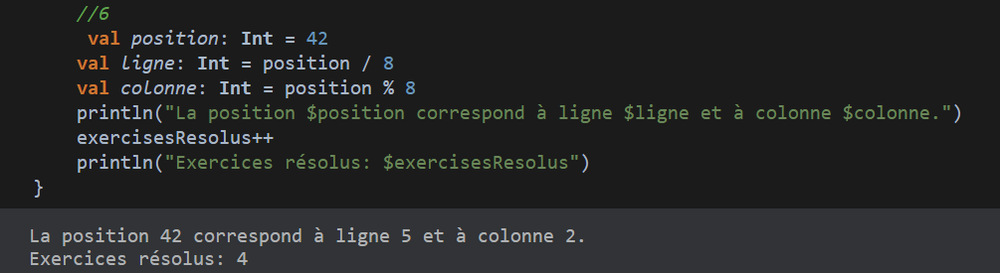 //6
val position: Int = 42
val ligne: Int = position / 8
val colonne: Int = position % 8
println("La position $position correspond à ligne $ligne et à colonne $colonne.")
exercisesResolus++
println("Exercices résolus: $exercisesResolus")
}
La position 42 correspond à ligne 5 et à colonne 2.
Exercices résolus: 4